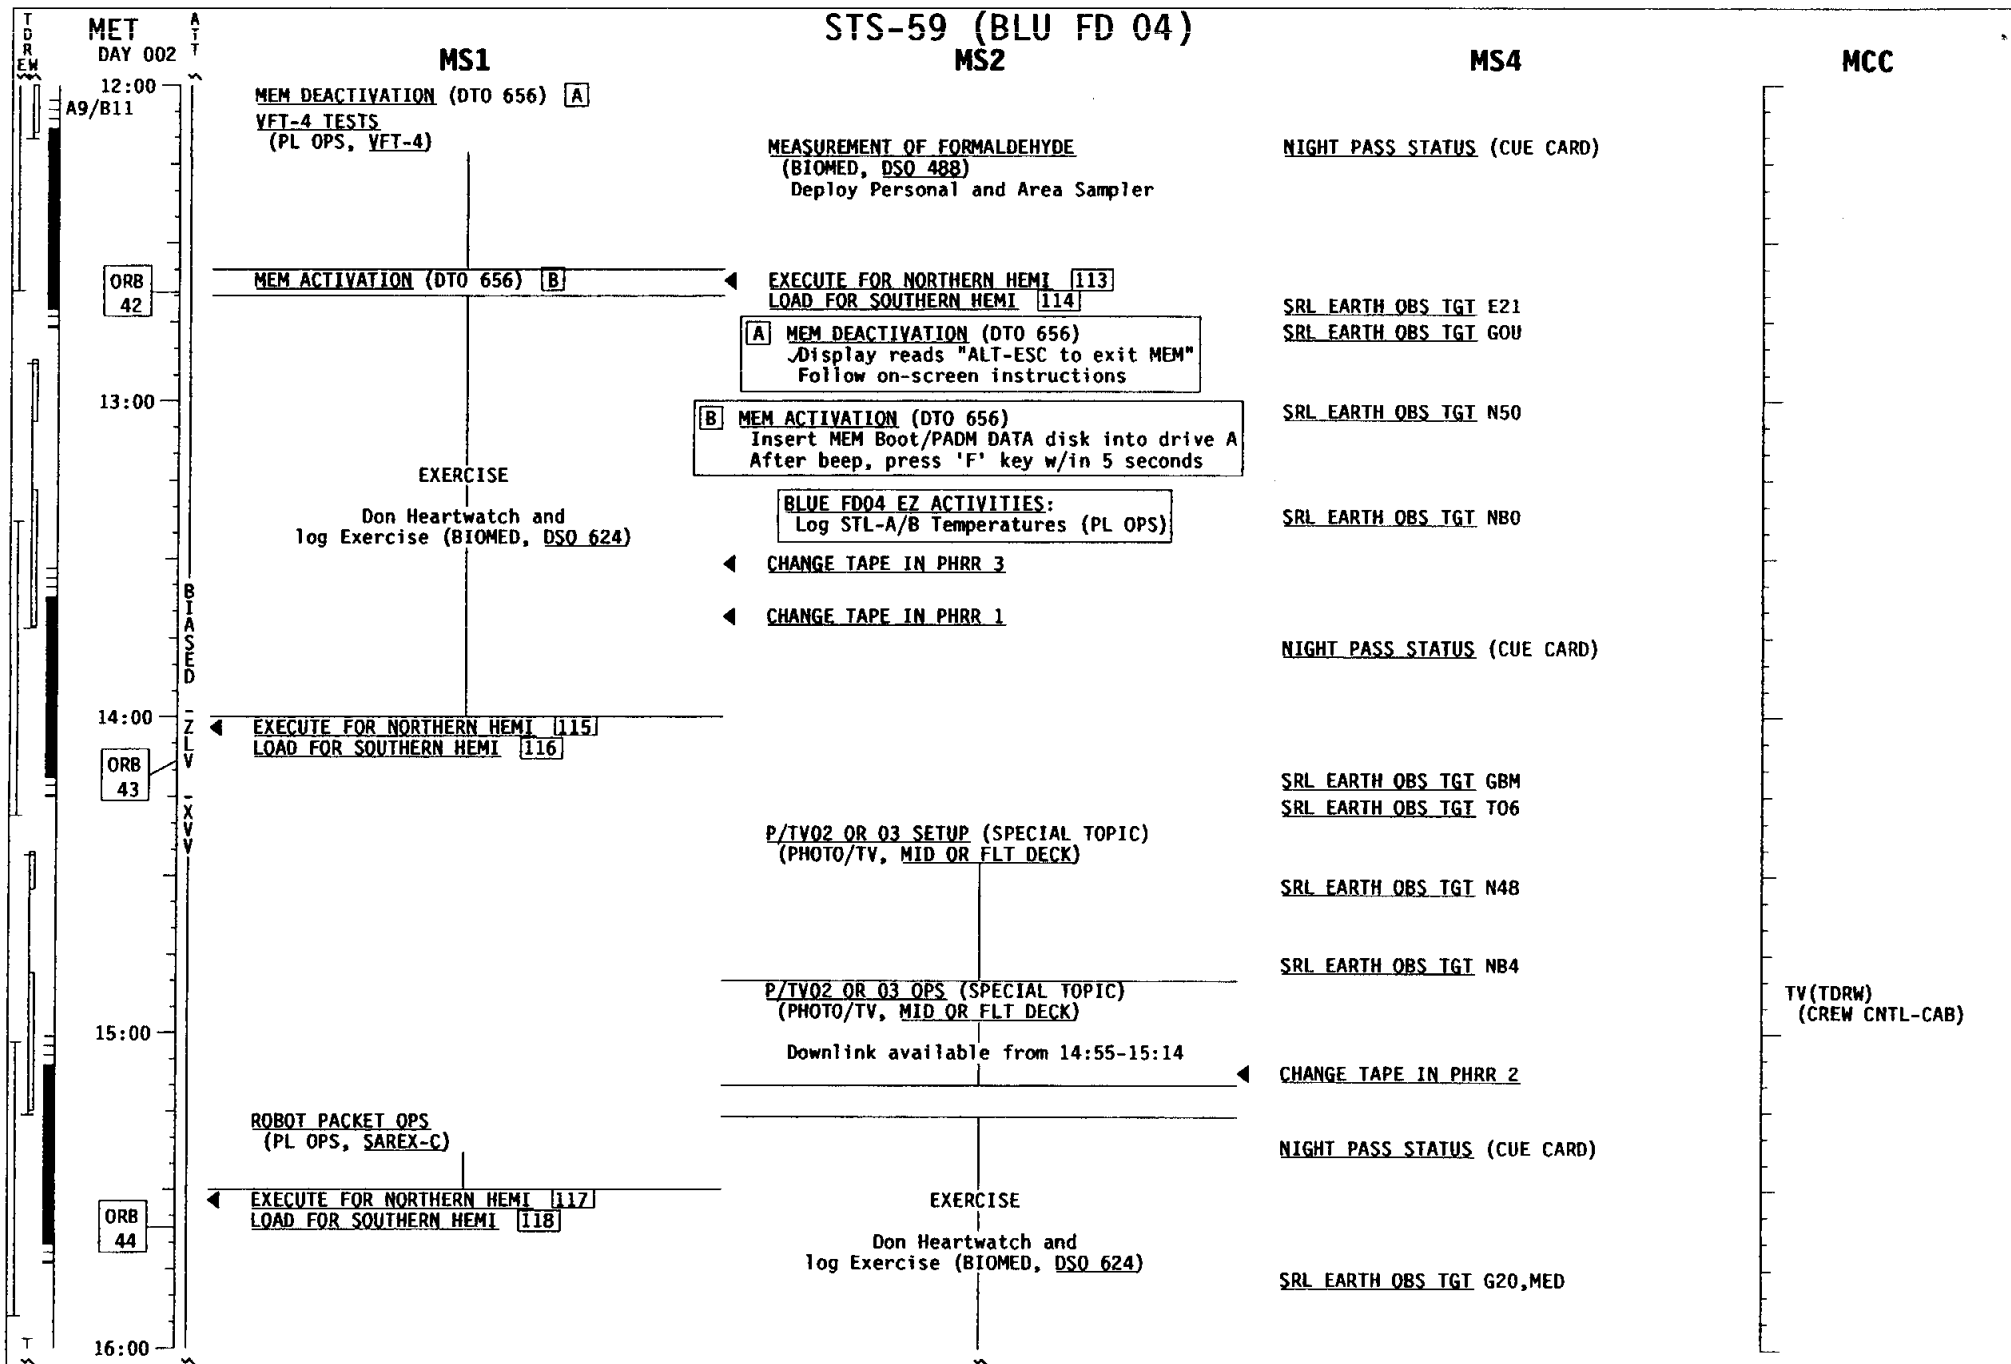 STS-59 (BLU FD 04)
TDREW
MET
DAY 002
ATT
MS1
MS2
MS4
MCC
12:00
A9/B11
MEM DEACTIVATION (DTO 656) A
VFT-4 TESTS
(PL OPS, VFT-4)
MEASUREMENT OF FORMALDEHYDE
(BIOMED, DSO 488)
Deploy Personal and Area Sampler
NIGHT PASS STATUS (CUE CARD)
ORB
42
MEM ACTIVATION (DTO 656) B
EXECUTE FOR NORTHERN HEMI 113
LOAD FOR SOUTHERN HEMI 114
SRL EARTH OBS TGT E21
SRL EARTH OBS TGT GOU
A MEM DEACTIVATION (DTO 656)
✓Display reads "ALT-ESC to exit MEM"
Follow on-screen instructions
13:00
B MEM ACTIVATION (DTO 656)
Insert MEM Boot/PADM DATA disk into drive A
After beep, press 'F' key w/in 5 seconds
SRL EARTH OBS TGT N50
EXERCISE
Don Heartwatch and
log Exercise (BIOMED, DSO 624)
BLUE FD04 EZ ACTIVITIES:
Log STL-A/B Temperatures (PL OPS)
SRL EARTH OBS TGT NB0
CHANGE TAPE IN PHRR 3
CHANGE TAPE IN PHRR 1
BIASED -ZLV -XVV
NIGHT PASS STATUS (CUE CARD)
14:00
EXECUTE FOR NORTHERN HEMI 115
LOAD FOR SOUTHERN HEMI 116
ORB
43
SRL EARTH OBS TGT GBM
SRL EARTH OBS TGT T06
P/TV02 OR 03 SETUP (SPECIAL TOPIC)
(PHOTO/TV, MID OR FLT DECK)
SRL EARTH OBS TGT N48
SRL EARTH OBS TGT NB4
P/TV02 OR 03 OPS (SPECIAL TOPIC)
(PHOTO/TV, MID OR FLT DECK)
TV(TDRW)
(CREW CNTL-CAB)
15:00
Downlink available from 14:55-15:14
CHANGE TAPE IN PHRR 2
ROBOT PACKET OPS
(PL OPS, SAREX-C)
NIGHT PASS STATUS (CUE CARD)
EXECUTE FOR NORTHERN HEMI 117
LOAD FOR SOUTHERN HEMI 118
ORB
44
EXERCISE
Don Heartwatch and
log Exercise (BIOMED, DSO 624)
SRL EARTH OBS TGT G20,MED
T
16:00